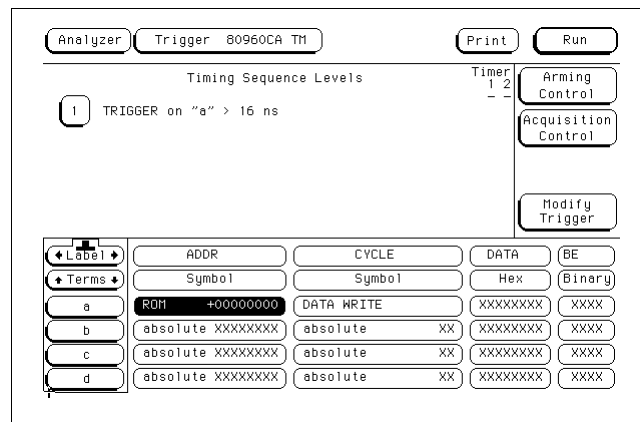 Analyzer Trigger 80960CA TM Print Run
Timing Sequence Levels
Timer
1 2
– –
1 TRIGGER on "a" > 16 ns
Arming
Control
Acquisition
Control
Modify
Trigger
Label ADDR CYCLE DATA BE
Terms Symbol Symbol Hex Binary
a ROM +00000000 DATA WRITE XXXXXXXX XXXX
b absolute XXXXXXXX absolute XX XXXXXXXX XXXX
c absolute XXXXXXXX absolute XX XXXXXXXX XXXX
d absolute XXXXXXXX absolute XX XXXXXXXX XXXX